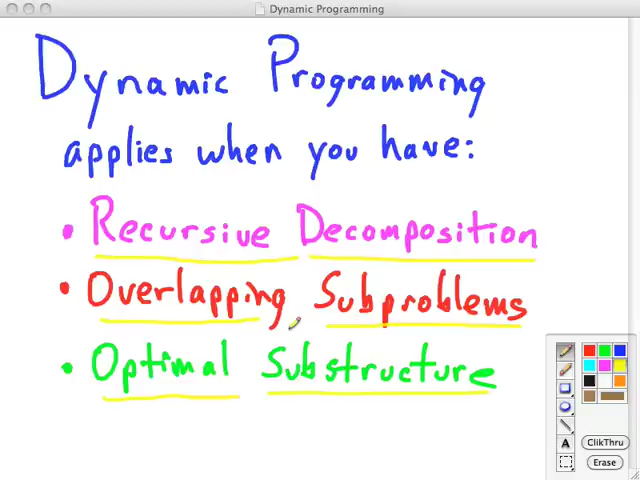 Dynamic Programming
Dynamic Programming
applies when you have:
• Recursive Decomposition
• Overlapping Subproblems
• Optimal Substructure
A
ClikThru
Erase